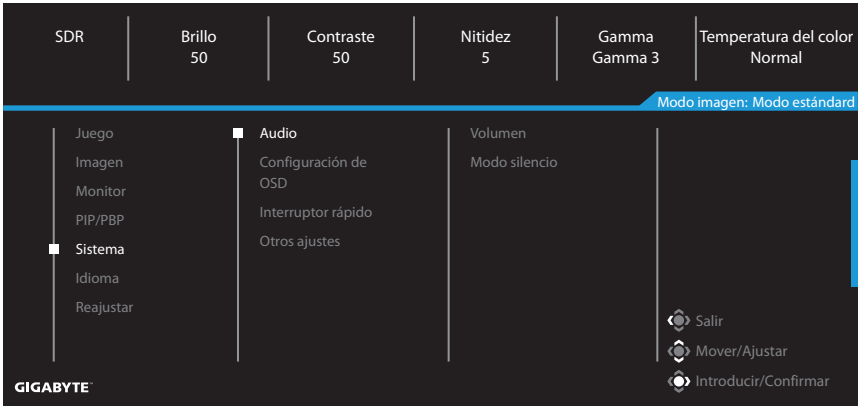 SDR
Brillo
50
Contraste
50
Nitidez
5
Gamma
Gamma 3
Temperatura del color
Normal
Modo imagen: Modo estándard
Juego
Imagen
Monitor
PIP/PBP
Sistema
Idioma
Reajustar
Audio
Configuración de
OSD
Interruptor rápido
Otros ajustes
Volumen
Modo silencio
Salir
Mover/Ajustar
Introducir/Confirmar
GIGABYTE™